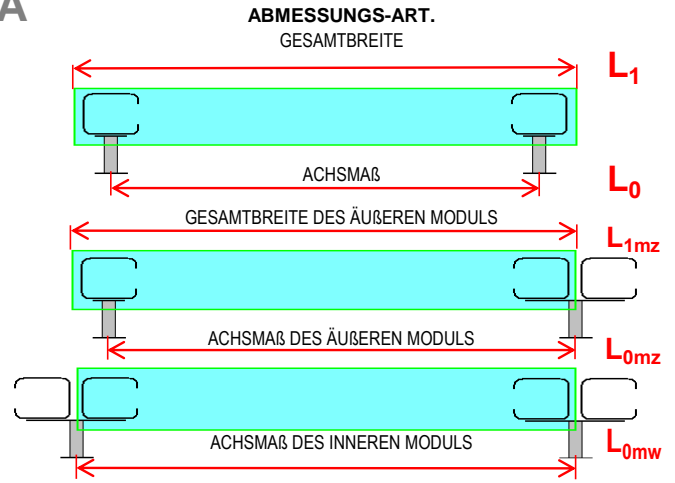 A
ABMESSUNGS-ART.
GESAMTBREITE
L₁
ACHSMAß
L₀
GESAMTBREITE DES ÄUßEREN MODULS
L₁mz
ACHSMAß DES ÄUßEREN MODULS
L₀mz
ACHSMAß DES INNEREN MODULS
L₀mw